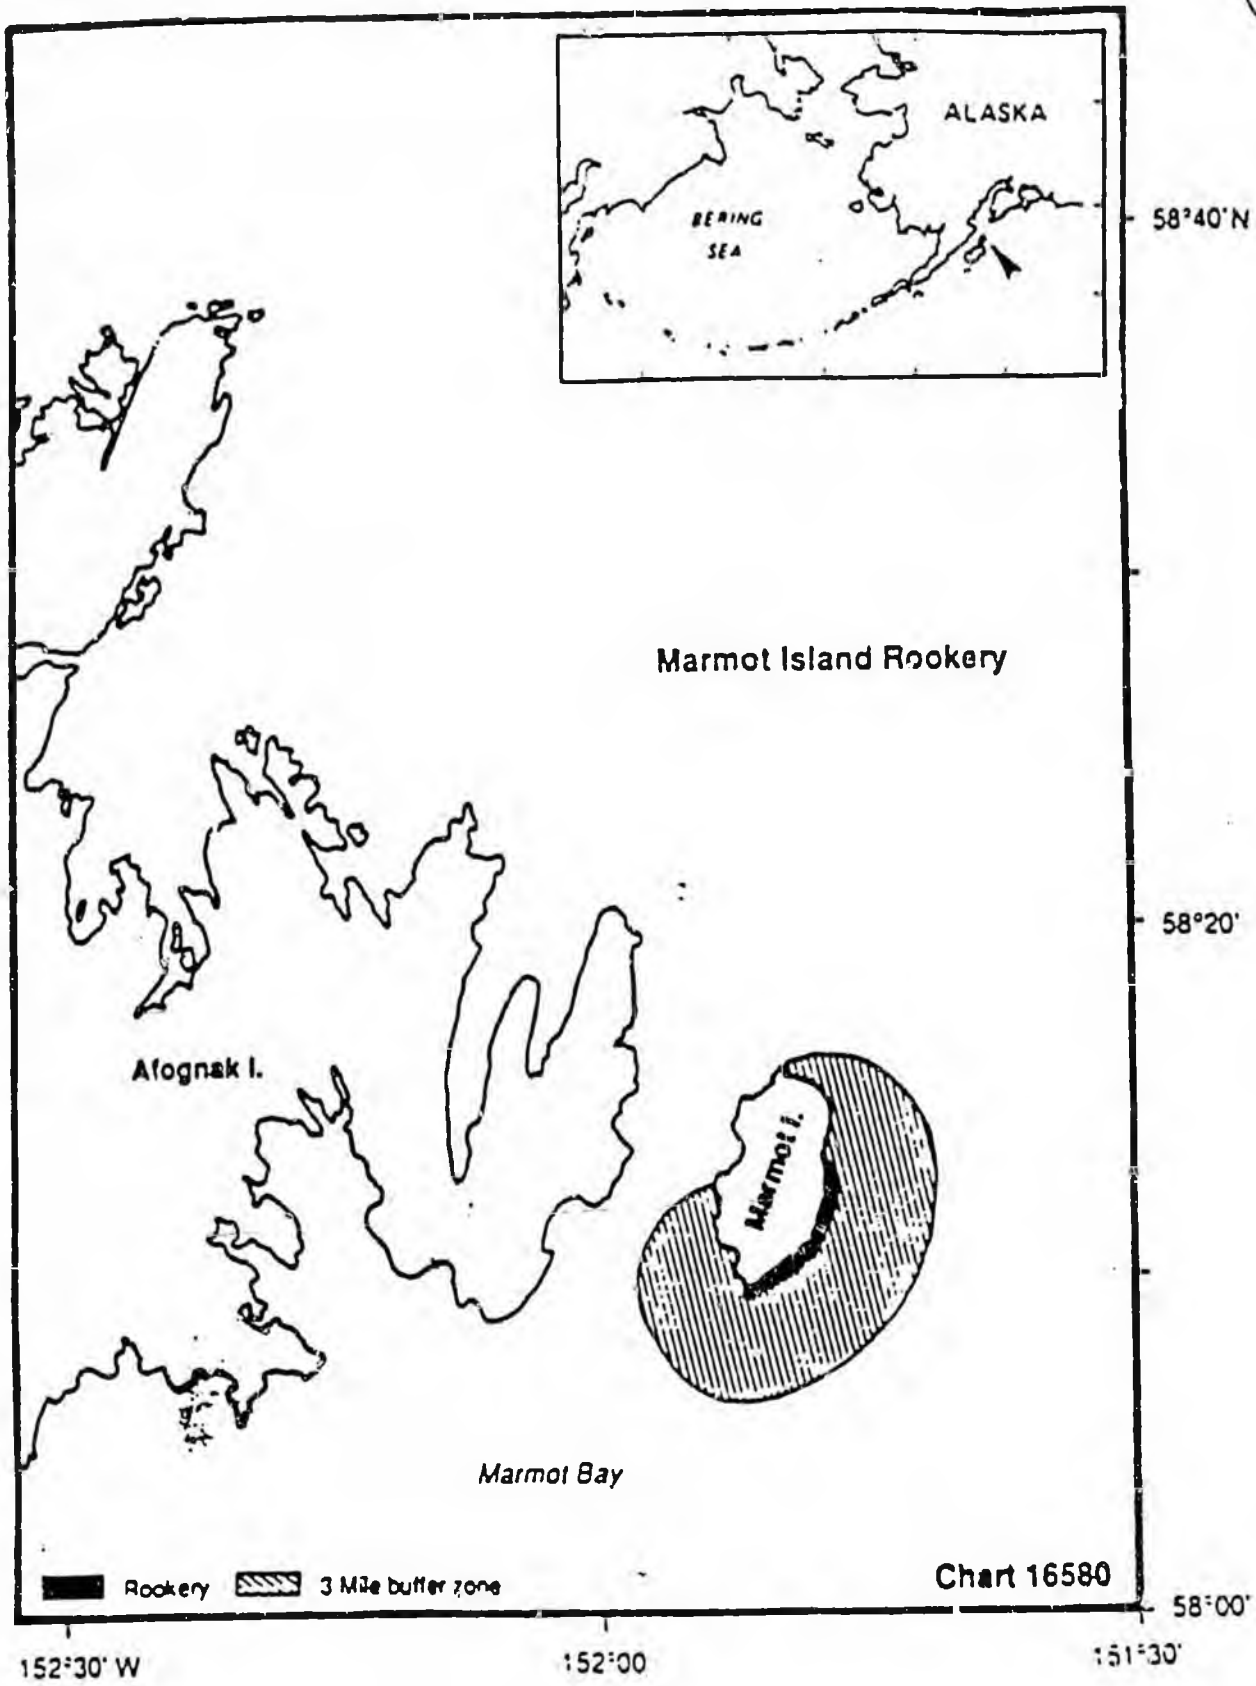 ALASKA
BERING
SEA
58°40'N
Marmot Island Rookery
58°20'
Afognak I.
Marmot I.
Marmot Bay
Rookery
3 Mile buffer zone
Chart 16580
58°00'
152°30' W
152°00
151°30'